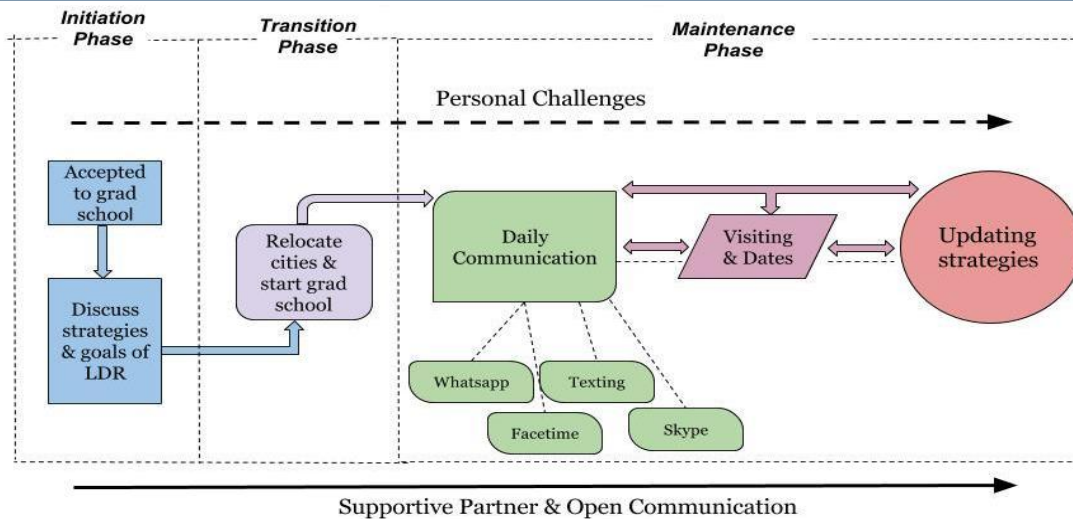 Initiation
Phase
Transition
Phase
Maintenance
Phase
Personal Challenges
Accepted
to grad
school
Discuss
strategies
& goals of
LDR
Relocate
cities &
start grad
school
Daily
Communication
Visiting
& Dates
Updating
strategies
Whatsapp
Texting
Facetime
Skype
Supportive Partner & Open Communication